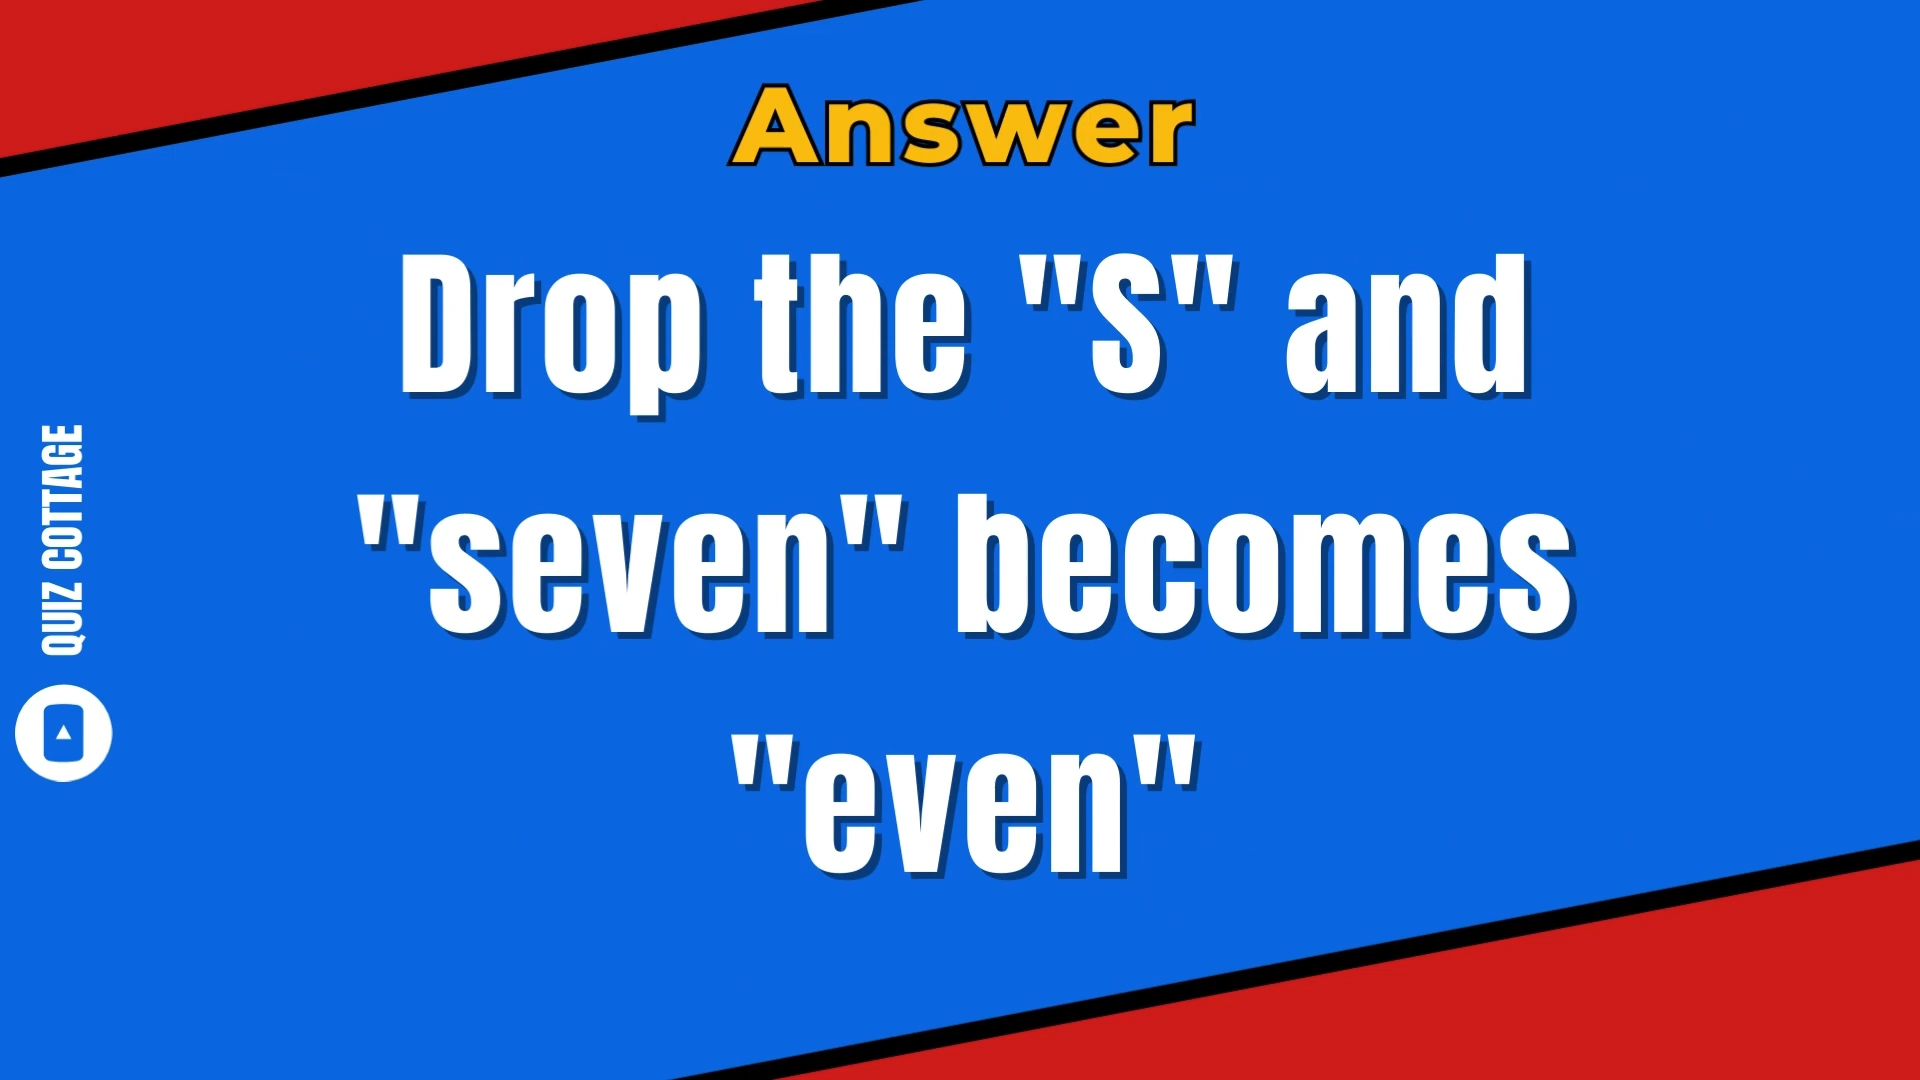 Answer
Drop the "S" and
"seven" becomes
"even"
QUIZ COTTAGE